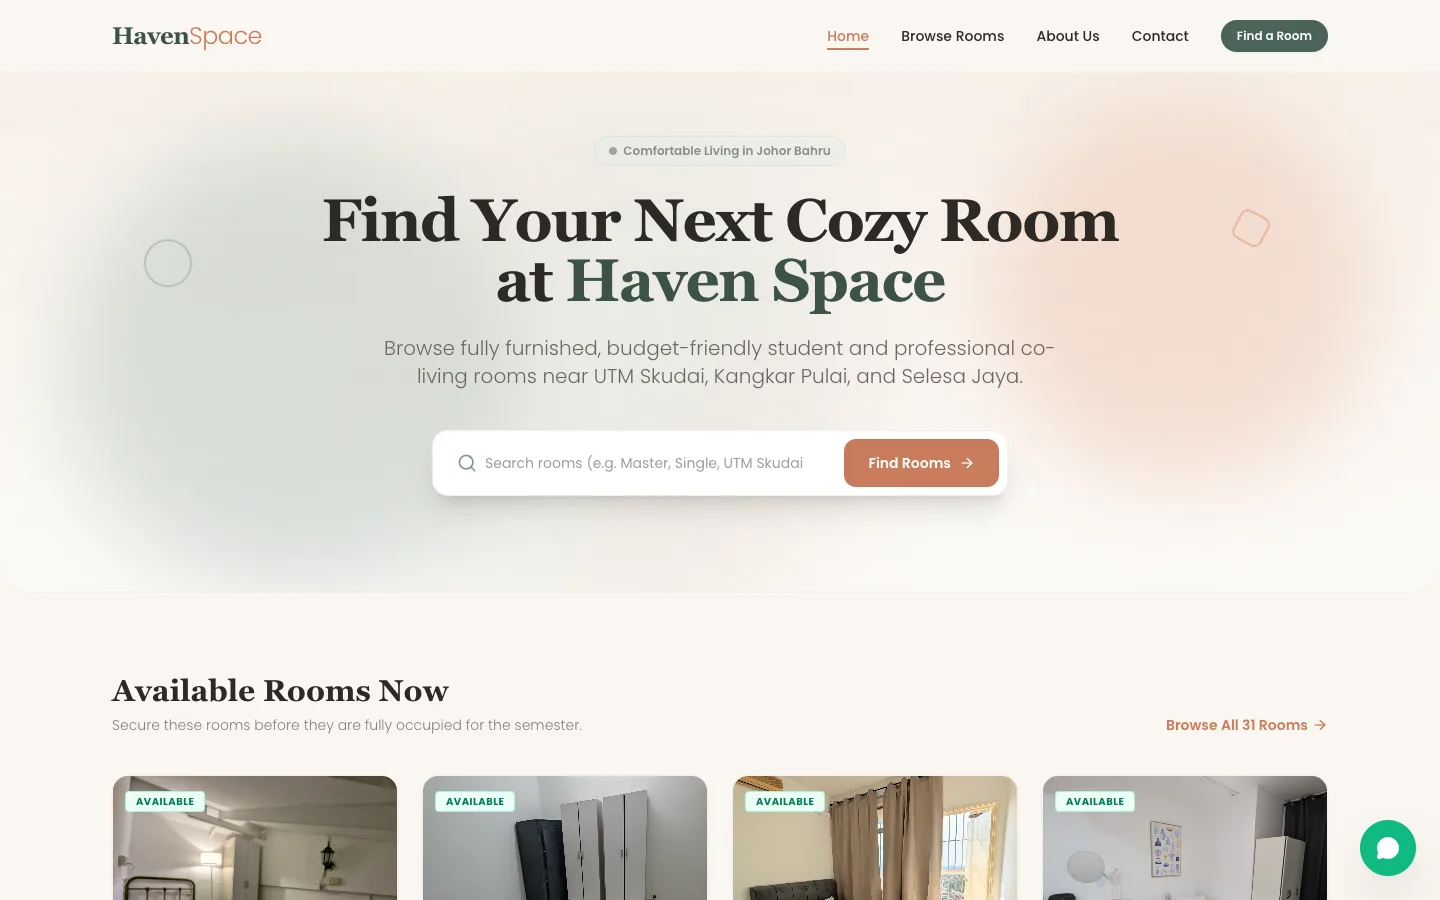 HavenSpace
Home
Browse Rooms
About Us
Contact
Find a Room
Comfortable Living in Johor Bahru
Find Your Next Cozy Room
at Haven Space
Browse fully furnished, budget-friendly student and professional co-
living rooms near UTM Skudai, Kangkar Pulai, and Selesa Jaya.
Search rooms (e.g. Master, Single, UTM Skudai
Find Rooms
Available Rooms Now
Secure these rooms before they are fully occupied for the semester.
Browse All 31 Rooms
AVAILABLE
AVAILABLE
AVAILABLE
AVAILABLE